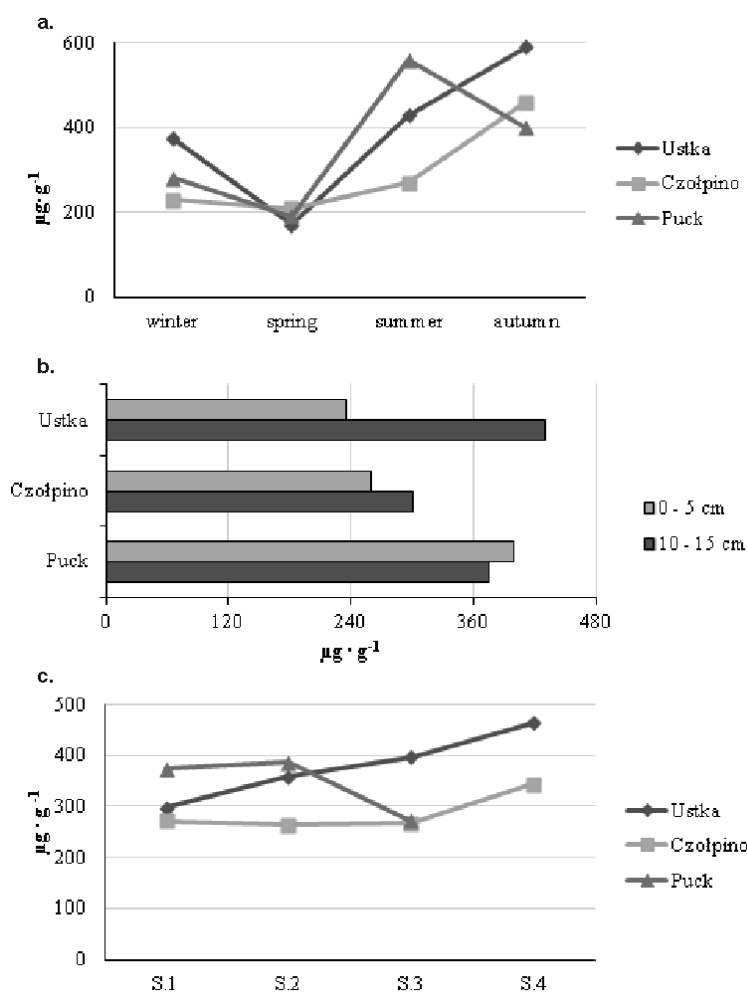 a.
600
400
200
0
µg·g-1
winter spring summer autumn
Ustka
Czołpino
Puck
b.
Ustka
Czołpino
Puck
0 120 240 360 480
µg · g-1
0 - 5 cm
10 - 15 cm
c.
500
400
300
200
100
0
µg · g-1
S.1 S.2 S.3 S.4
Ustka
Czołpino
Puck